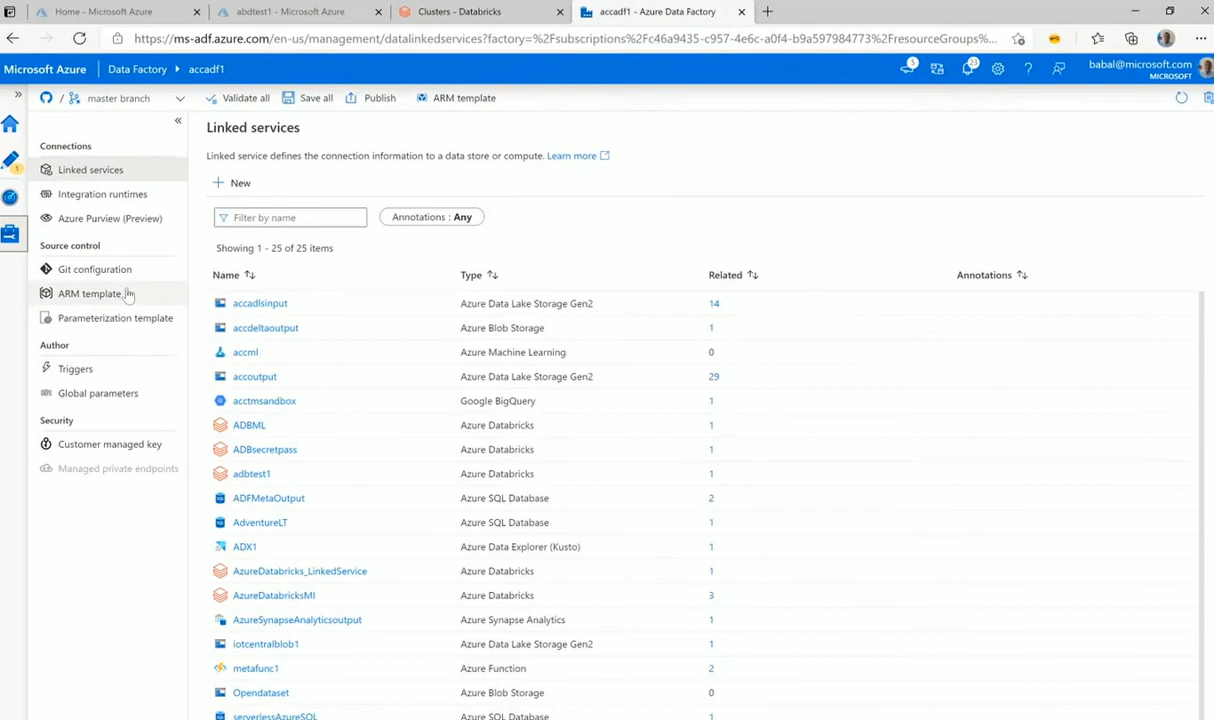 Home - Microsoft Azure
abdtest1 - Microsoft Azure
Clusters - Databricks
accadf1 - Azure Data Factory
https://ms-adf.azure.com/en-us/management/datalinkedservices?factory=%2Fsubscriptions%2Fc46a9435-c957-4e6c-a0f4-b9a597984773%2FresourceGroups%...
Microsoft Azure
Data Factory
accadf1
5
23
babal@microsoft.com
MICROSOFT
/ master branch
Validate all
Save all
Publish
ARM template
1
Connections
Linked services
Integration runtimes
Azure Purview (Preview)
Source control
Git configuration
ARM template
Parameterization template
Author
Triggers
Global parameters
Security
Customer managed key
Managed private endpoints
Linked services
Linked service defines the connection information to a data store or compute. Learn more
New
Filter by name
Annotations : Any
Showing 1 - 25 of 25 items
Name Type Related Annotations
accadlsinput Azure Data Lake Storage Gen2 14
accdeltaoutput Azure Blob Storage 1
accml Azure Machine Learning 0
accoutput Azure Data Lake Storage Gen2 29
acctmsandbox Google BigQuery 1
ADBML Azure Databricks 1
ADBsecretpass Azure Databricks 1
adbtest1 Azure Databricks 1
ADFMetaOutput Azure SQL Database 2
AdventureLT Azure SQL Database 1
ADX1 Azure Data Explorer (Kusto) 1
AzureDatabricks_LinkedService Azure Databricks 1
AzureDatabricksMI Azure Databricks 3
AzureSynapseAnalyticsoutput Azure Synapse Analytics 1
iotcentralblob1 Azure Data Lake Storage Gen2 1
metafunc1 Azure Function 2
Opendataset Azure Blob Storage 0
serverlessAzureSQL Azure SQL Database 1